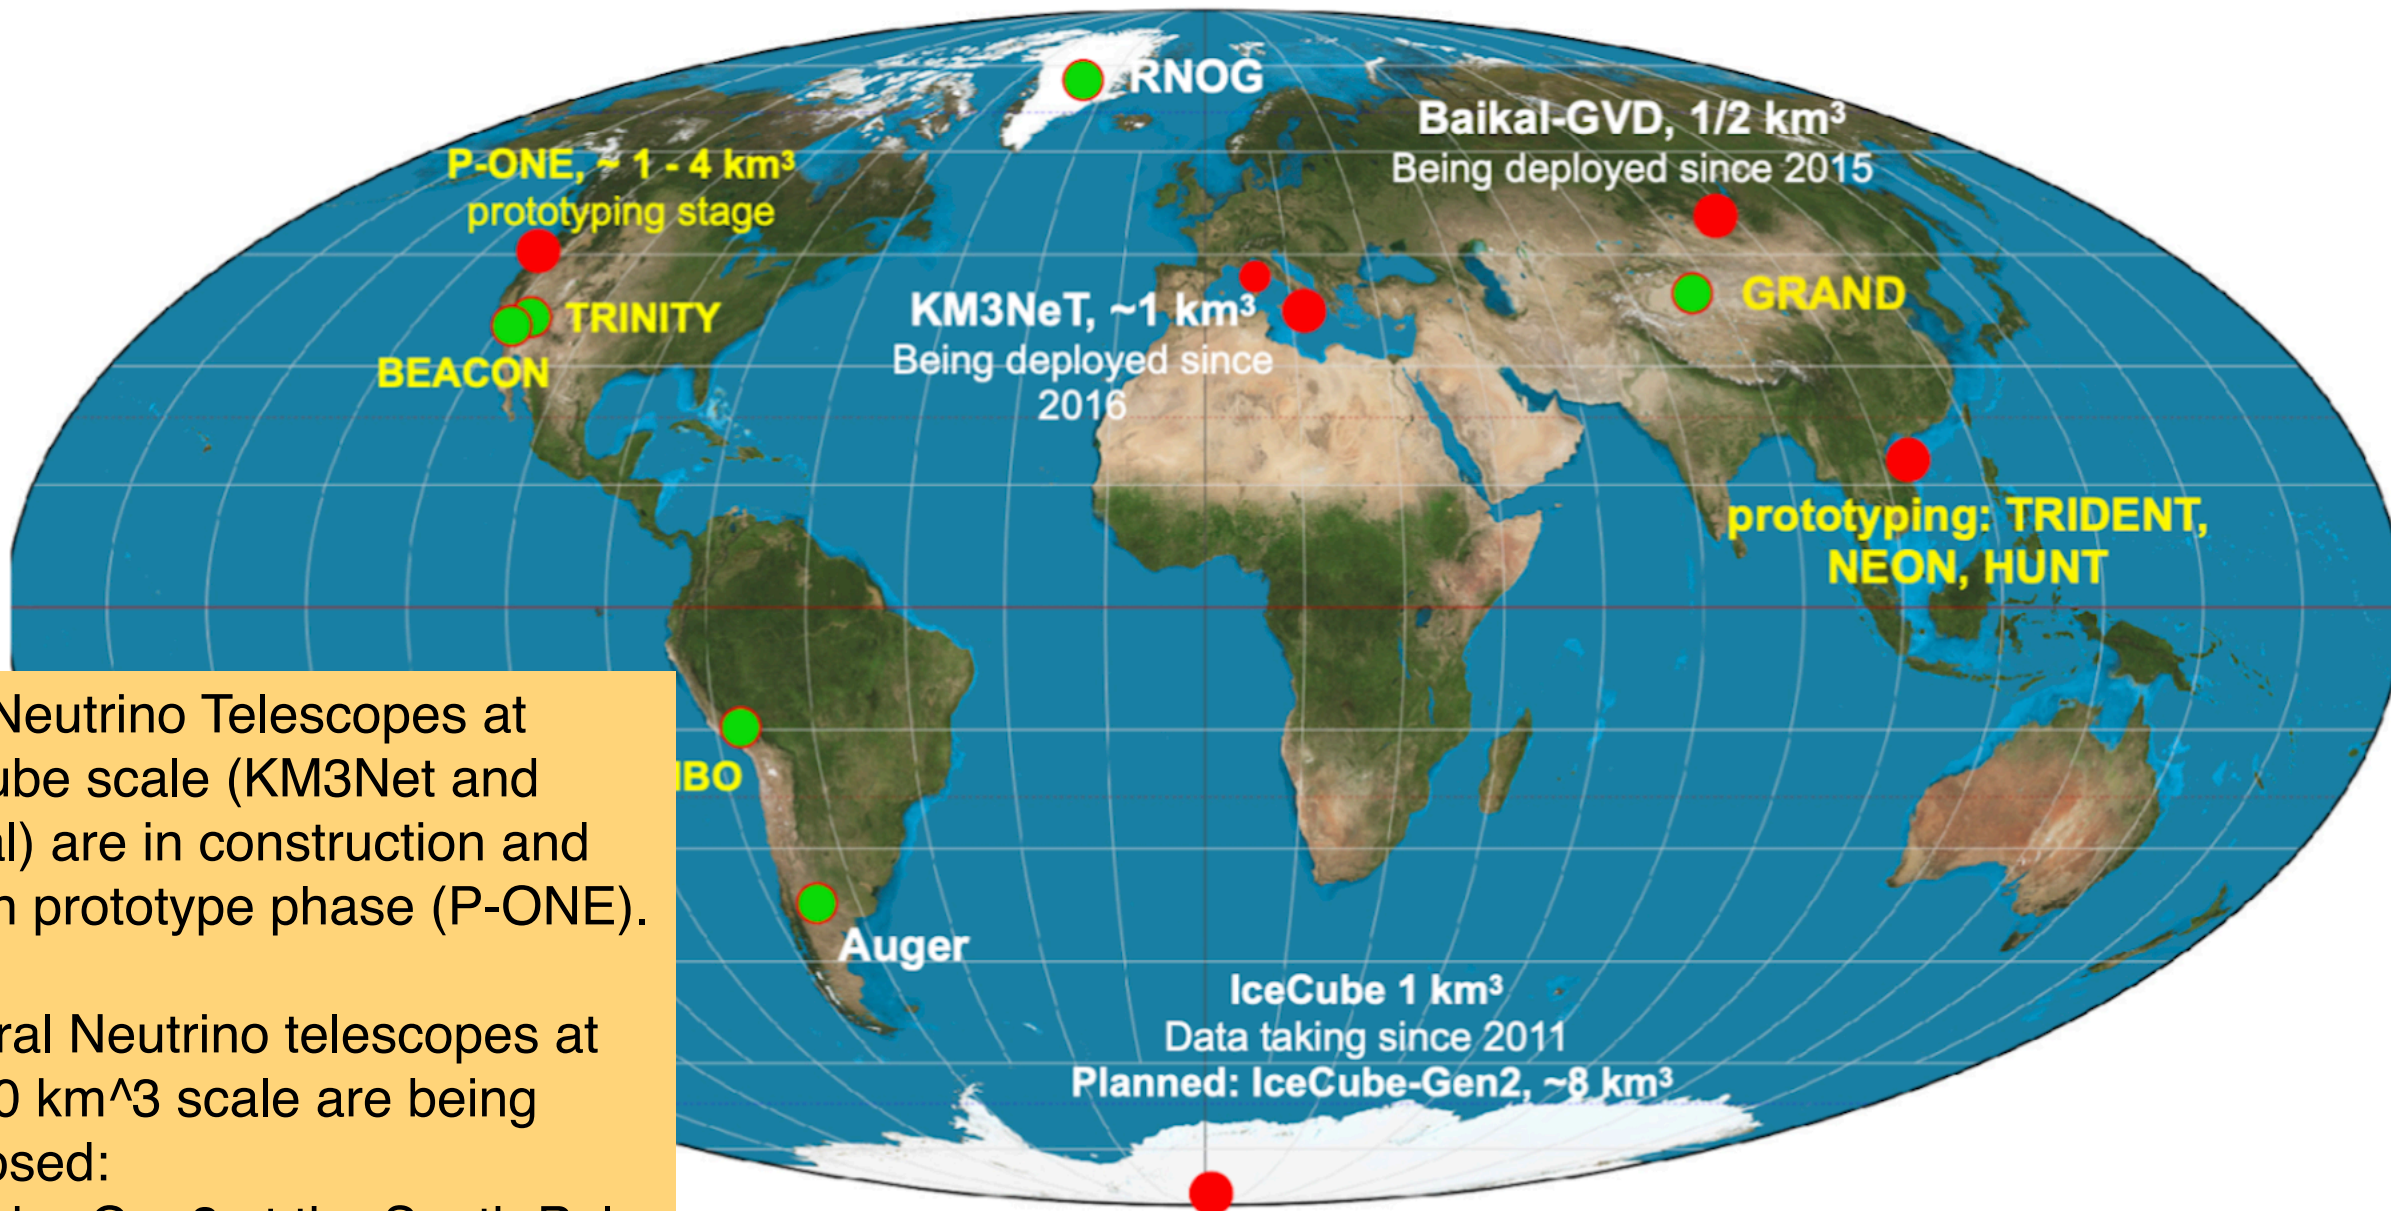 RNOG
Baikal-GVD, 1/2 km³
Being deployed since 2015
P-ONE, ~ 1 - 4 km³
prototyping stage
GRAND
KM3NeT, ~1 km³
Being deployed since
2016
TRINITY
BEACON
prototyping: TRIDENT,
NEON, HUNT
Neutrino Telescopes at
ube scale (KM3Net and
al) are in construction and
n prototype phase (P-ONE).
ral Neutrino telescopes at
0 km^3 scale are being
osed:
IBO
Auger
IceCube 1 km³
Data taking since 2011
Planned: IceCube-Gen2, ~8 km³